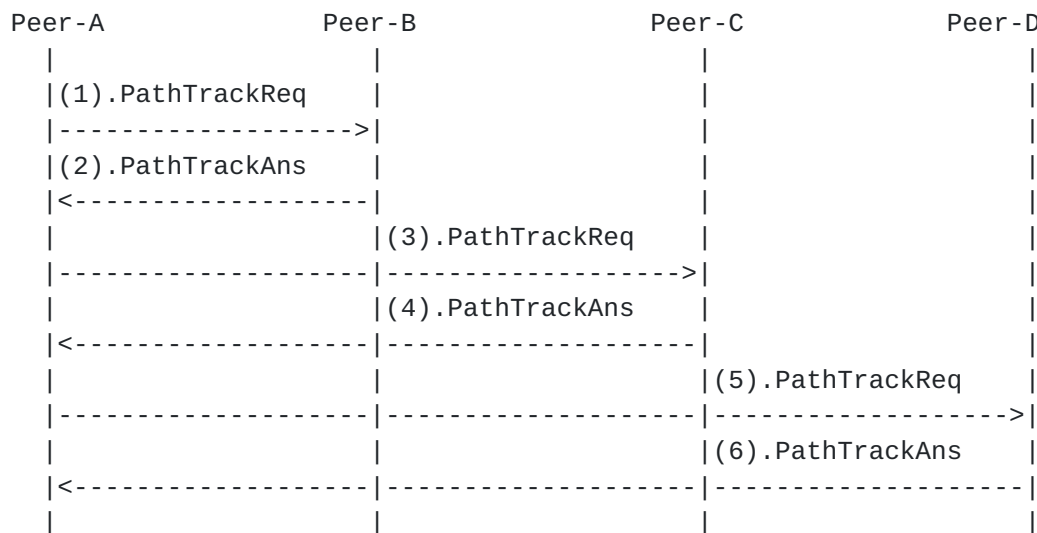 Peer-A              Peer-B                Peer-C              Peer-D
  |                    |                    |                    |
  |(1).PathTrackReq    |                    |                    |
  |------------------->|                    |                    |
  |(2).PathTrackAns    |                    |                    |
  |<-------------------|                    |                    |
  |                    |(3).PathTrackReq    |                    |
  |--------------------|------------------->|                    |
  |                    |(4).PathTrackAns    |                    |
  |<-------------------|--------------------|                    |
  |                    |                    |(5).PathTrackReq    |
  |--------------------|--------------------|------------------->|
  |                    |                    |(6).PathTrackAns    |
  |<-------------------|--------------------|--------------------|
  |                    |                    |                    |